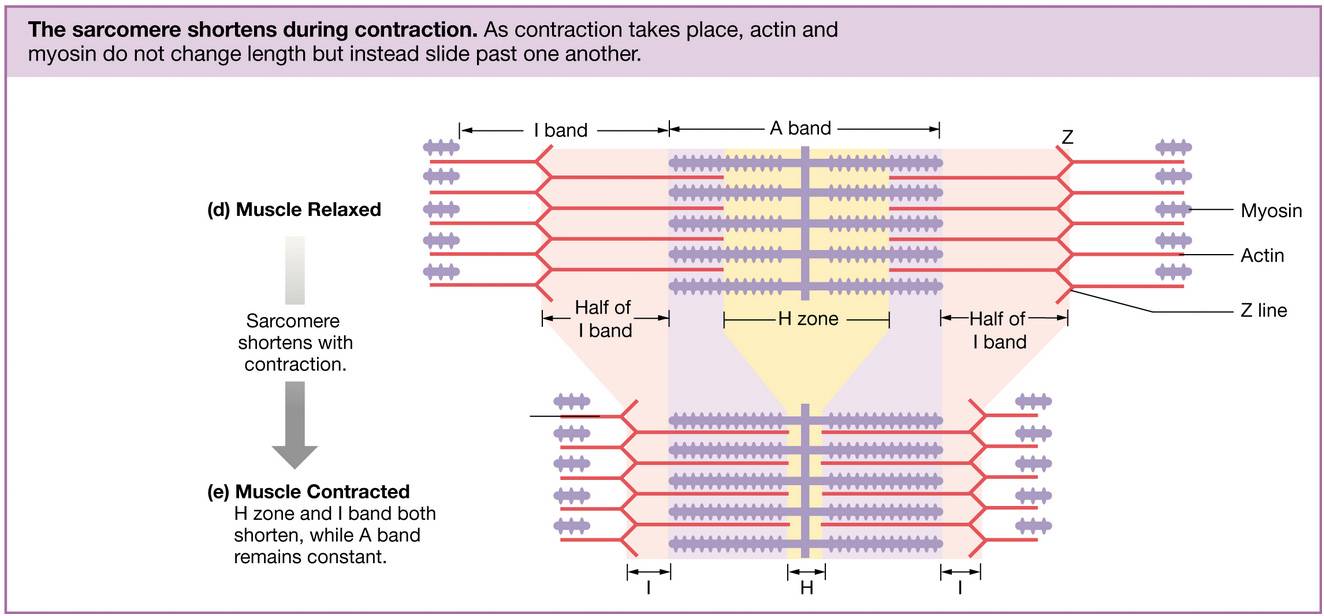 The sarcomere shortens during contraction. As contraction takes place, actin and
myosin do not change length but instead slide past one another.
I band
A band
Z
(d) Muscle Relaxed
Myosin
Actin
Z line
Half of
I band
H zone
Half of
I band
Sarcomere
shortens with
contraction.
(e) Muscle Contracted
H zone and I band both
shorten, while A band
remains constant.
I
H
I